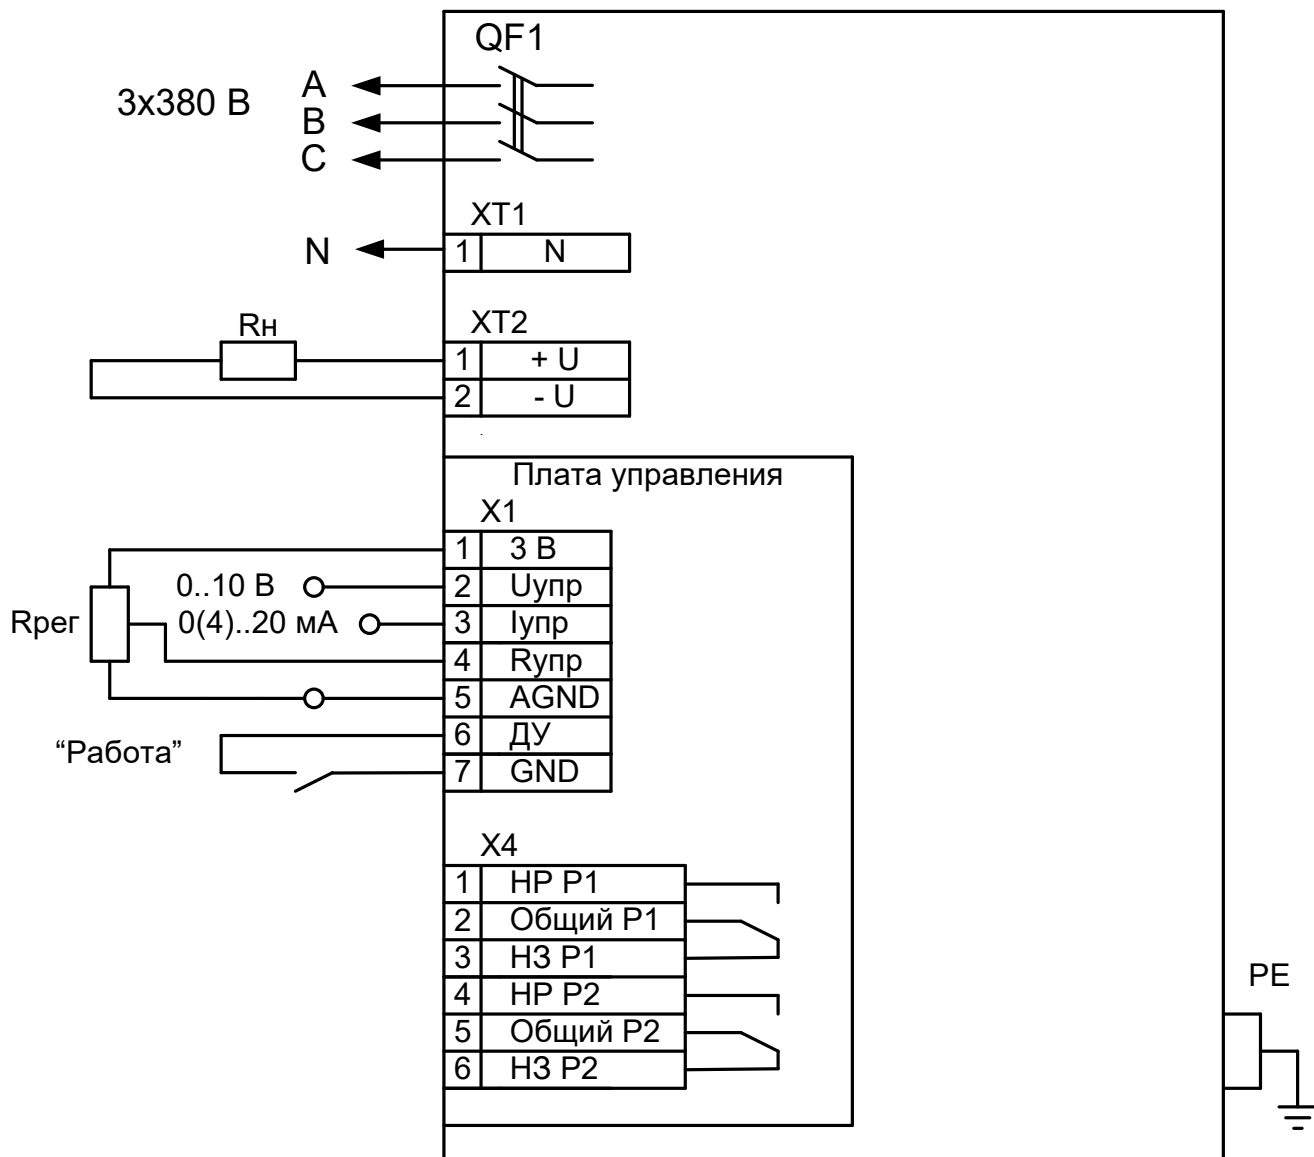 QF1
3x380 В
A
B
C
XT1
N
1 N
Rн
XT2
1 + U
2 - U
Плата управления
X1
1 3 В
0..10 В 2 Uупр
Rрег 0(4)..20 мА 3 Iупр
4 Rупр
5 AGND
“Работа” 6 ДУ
7 GND
X4
1 НР Р1
2 Общий Р1
3 НЗ Р1
4 НР Р2
5 Общий Р2
6 НЗ Р2
PE